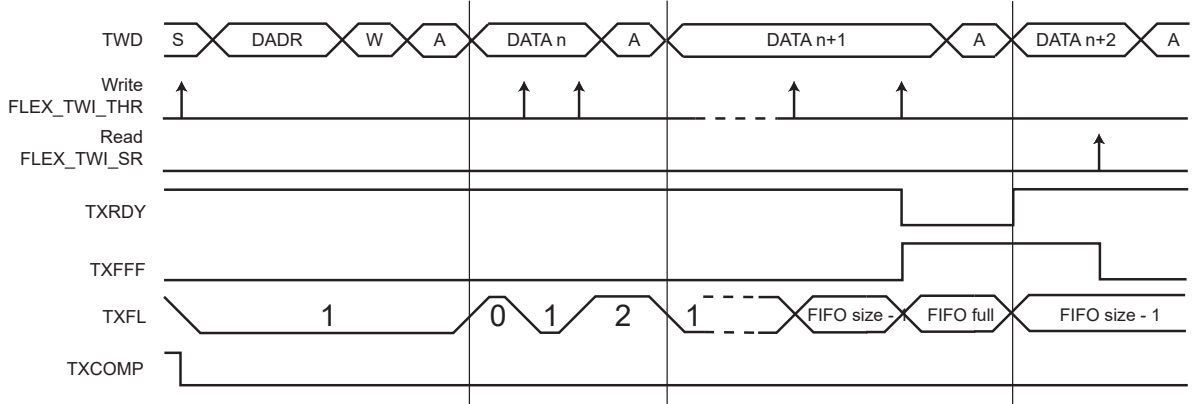 TWD S DADR W A DATA n A DATA n+1 A DATA n+2 A
Write
FLEX_TWI_THR
Read
FLEX_TWI_SR
TXRDY
TXFFF
TXFL 1 0 1 2 1 FIFO size - 1 FIFO full FIFO size - 1
TXCOMP